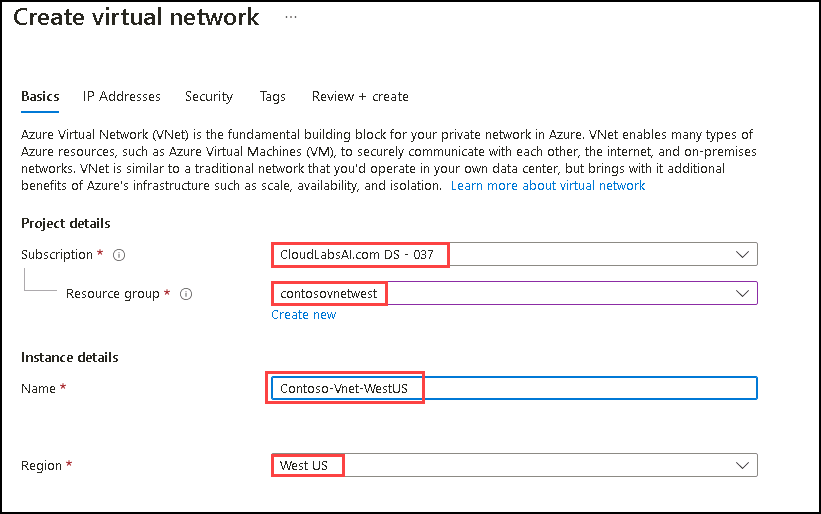 Create virtual network ...
Basics IP Addresses Security Tags Review + create
Azure Virtual Network (VNet) is the fundamental building block for your private network in Azure. VNet enables many types of
Azure resources, such as Azure Virtual Machines (VM), to securely communicate with each other, the internet, and on-premises
networks. VNet is similar to a traditional network that you'd operate in your own data center, but brings with it additional
benefits of Azure's infrastructure such as scale, availability, and isolation. Learn more about virtual network
Project details
Subscription * CloudLabsAI.com DS - 037
Resource group * contosovnetwest
Create new
Instance details
Name * Contoso-Vnet-WestUS
Region * West US